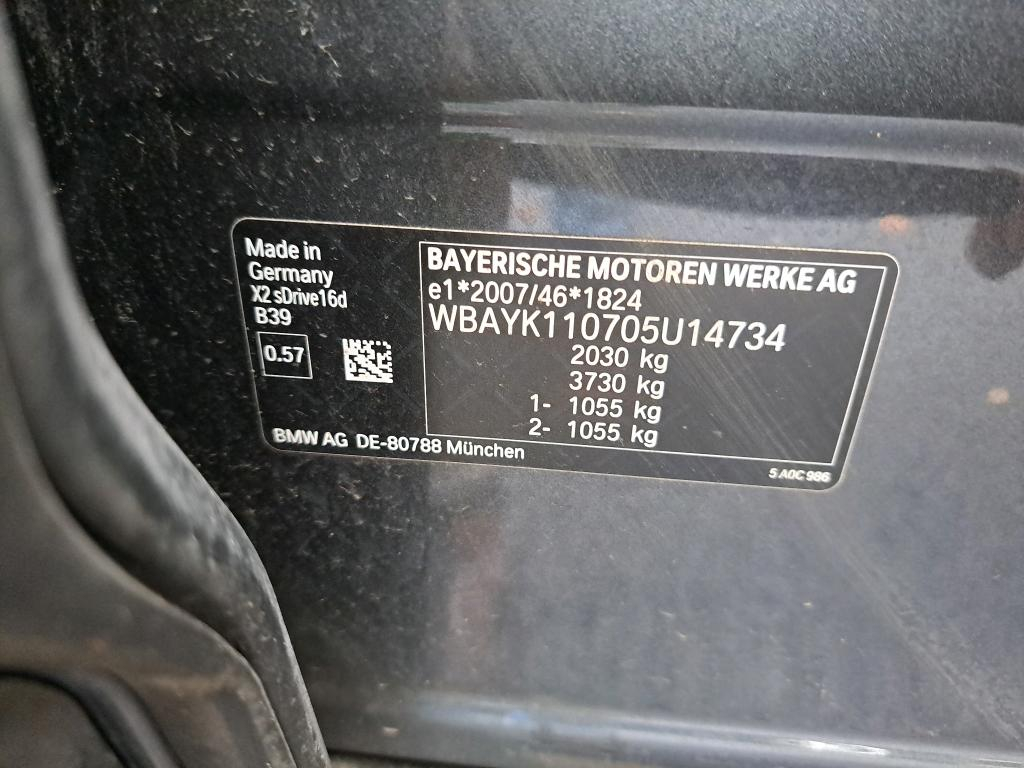 Made in
Germany
X2 sDrive16d
B39
0.57
BAYERISCHE MOTOREN WERKE AG
e1*2007/46*1824
WBAYK110705U14734
2030 kg
3730 kg
1- 1055 kg
2- 1055 kg
BMW AG DE-80788 München
5 A0C 986